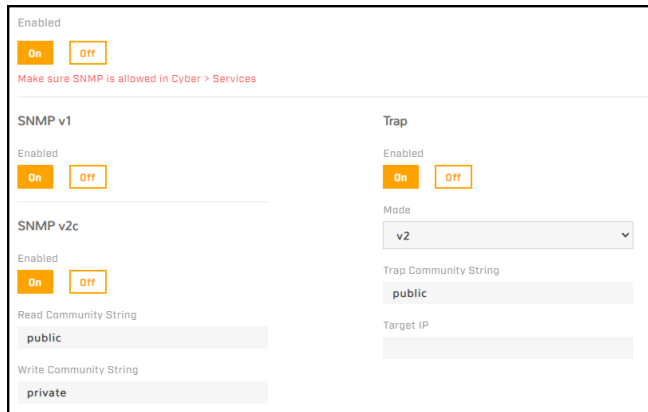 Enabled
On Off
Make sure SNMP is allowed in Cyber > Services
SNMP v1
Enabled
On Off
SNMP v2c
Enabled
On Off
Read Community String
public
Write Community String
private
Trap
Enabled
On Off
Mode
v2
Trap Community String
public
Target IP